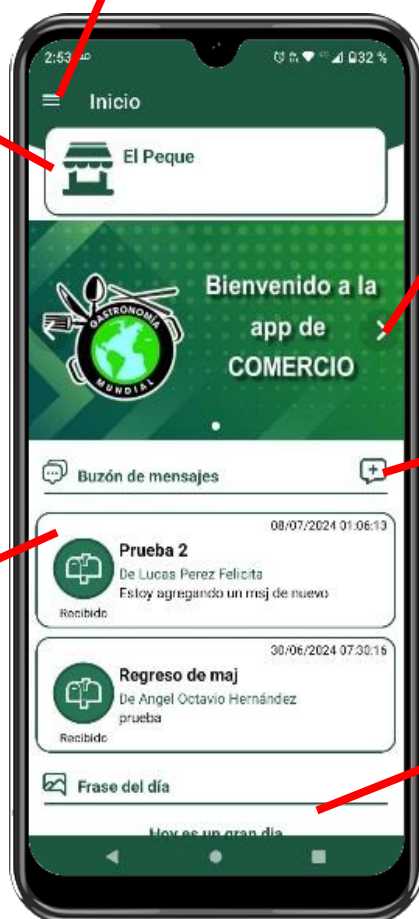 2:53
32 %
Inicio
El Peque
GASTRONOMÍA
MUNDIAL
Bienvenido a la
app de
COMERCIO
Buzón de mensajes
08/07/2024 01:06:13
Prueba 2
De Lucas Perez Felicita
Estoy agregando un msj de nuevo
Recibido
30/06/2024 07:30:16
Regreso de maj
De Angel Octavio Hernández
prueba
Recibido
Frase del día
Hoy es un gran dia